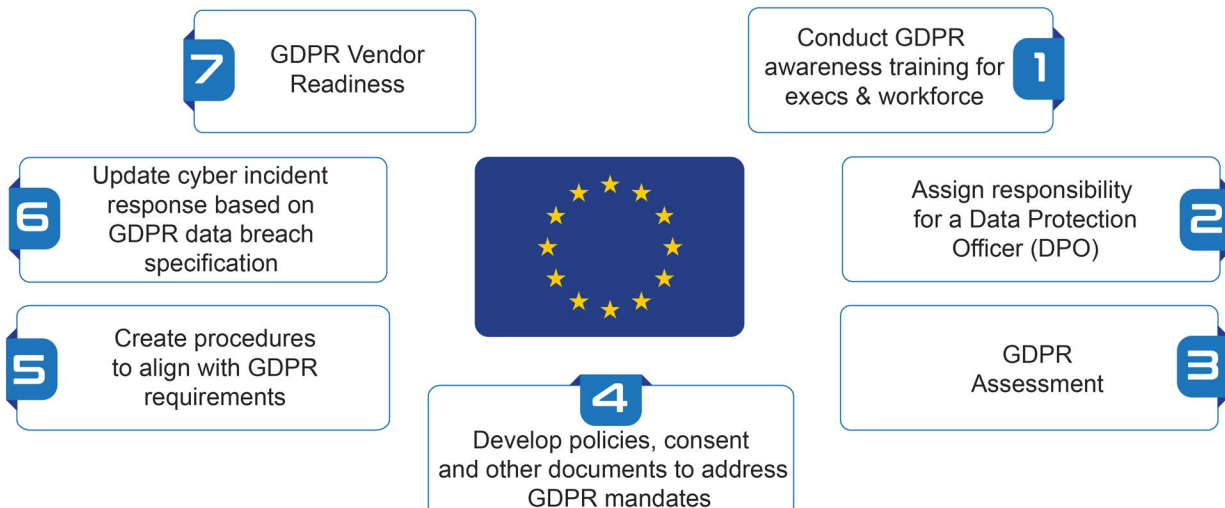 1
Conduct GDPR
awareness training for
execs & workforce
2
Assign responsibility
for a Data Protection
Officer (DPO)
3
GDPR
Assessment
4
Develop policies, consent
and other documents to address
GDPR mandates
5
Create procedures
to align with GDPR
requirements
6
Update cyber incident
response based on
GDPR data breach
specification
7
GDPR Vendor
Readiness